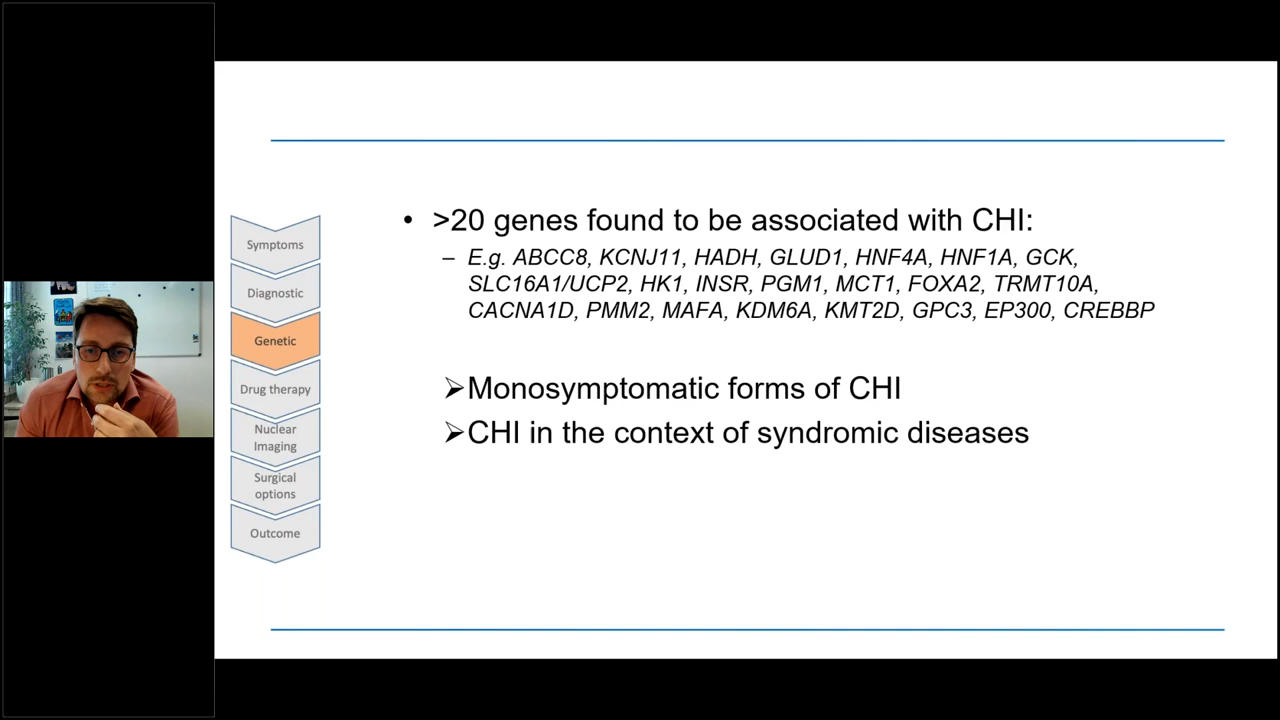 Symptoms
Diagnostic
Genetic
Drug therapy
Nuclear
Imaging
Surgical
options
Outcome
• >20 genes found to be associated with CHI:
– E.g. ABCC8, KCNJ11, HADH, GLUD1, HNF4A, HNF1A, GCK,
SLC16A1/UCP2, HK1, INSR, PGM1, MCT1, FOXA2, TRMT10A,
CACNA1D, PMM2, MAFA, KDM6A, KMT2D, GPC3, EP300, CREBBP
➢Monosymptomatic forms of CHI
➢CHI in the context of syndromic diseases